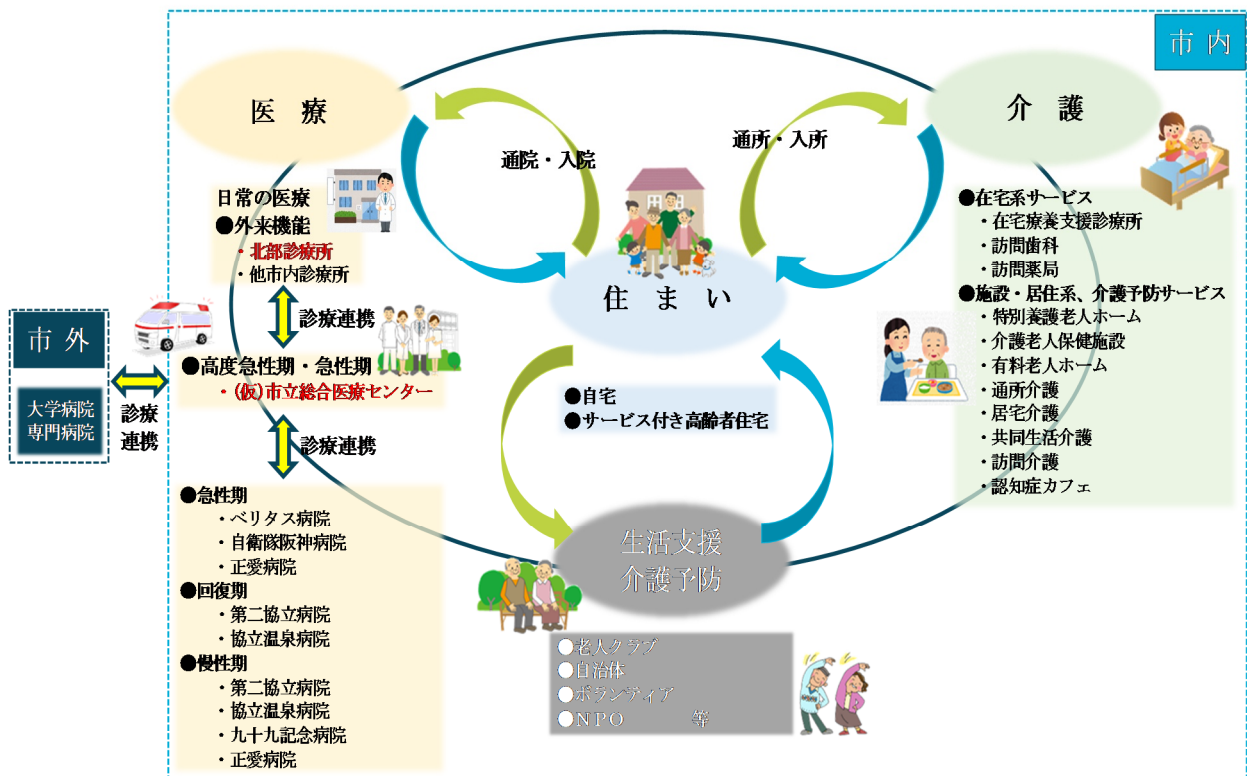 市 内
医 療
介 護
通院・入院
通所・入所
日常の医療
●外来機能
・北部診療所
・他市内診療所
診療連携
●高度急性期・急性期
・(仮)市立総合医療センター
診療連携
市 外
大学病院
専門病院
診療
連携
●急性期
・ベリタス病院
・自衛隊阪神病院
・正愛病院
●回復期
・第二協立病院
・協立温泉病院
●慢性期
・第二協立病院
・協立温泉病院
・九十九記念病院
・正愛病院
住 ま い
●自宅
●サービス付き高齢者住宅
生活支援
介護予防
○老人クラブ
○自治体
○ボランティア
○NPO 等
●在宅系サービス
・在宅療養支援診療所
・訪問歯科
・訪問薬局
●施設・居住系、介護予防サービス
・特別養護老人ホーム
・介護老人保健施設
・有料老人ホーム
・通所介護
・居宅介護
・共同生活介護
・訪問介護
・認知症カフェ